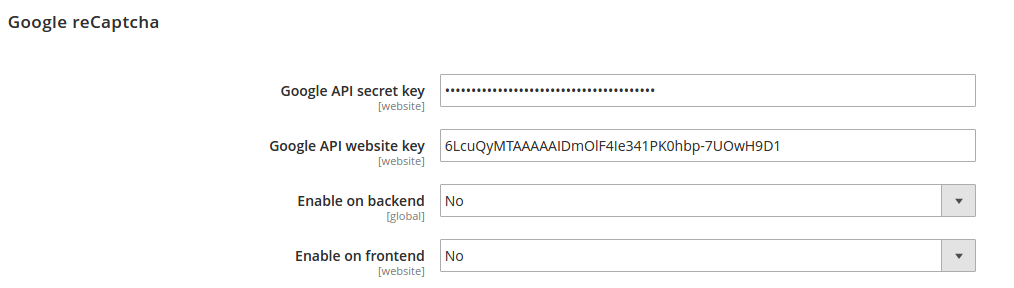 Google reCaptcha
Google API secret key
[website]
••••••••••••••••••••••••••••••••••••••••
Google API website key
[website]
6LcuQyMTAAAAAIDmOlF4Ie341PK0hbp-7UOwH9D1
Enable on backend
[global]
No
Enable on frontend
[website]
No